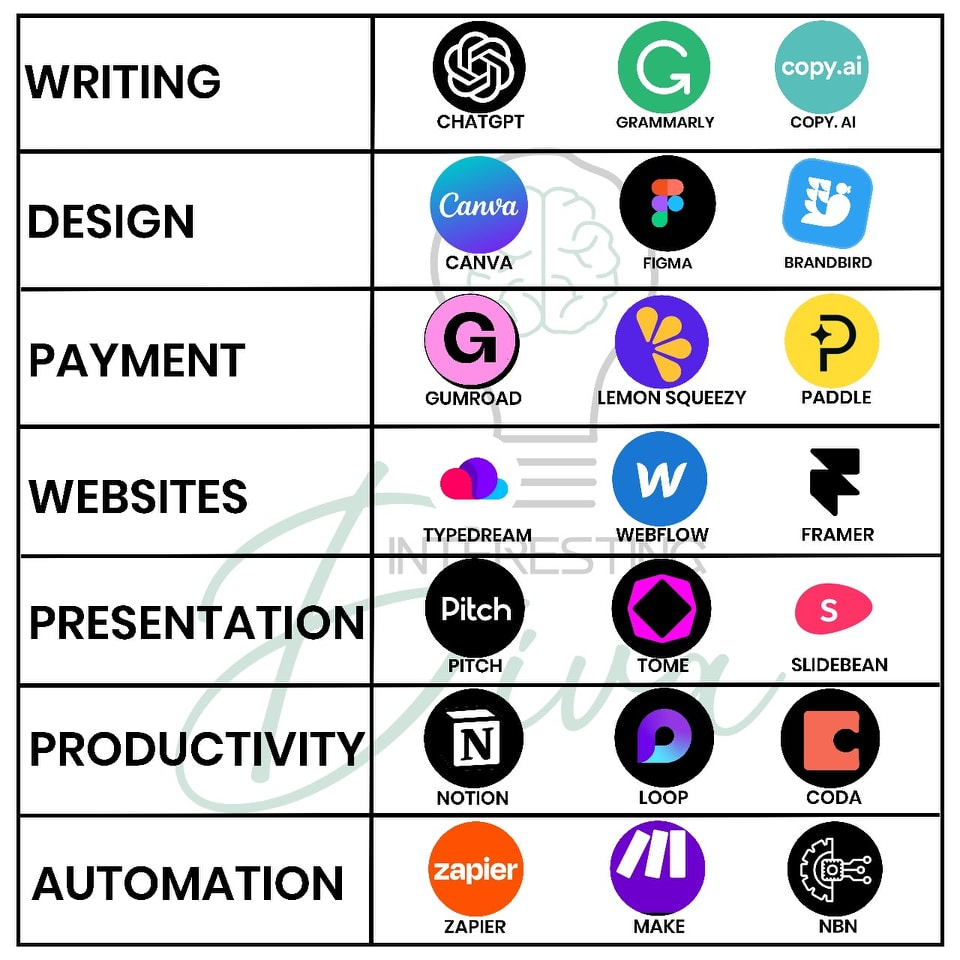 WRITING
copy.ai
CHATGPT GRAMMARLY COPY. AI
DESIGN
Canva
CANVA FIGMA BRANDBIRD
PAYMENT
G
P
GUMROAD LEMON SQUEEZY PADDLE
WEBSITES
W
TYPEDREAM WEBFLOW FRAMER
INTERESTING
Diva
PRESENTATION
Pitch
S
PITCH TOME SLIDEBEAN
PRODUCTIVITY
N
NOTION LOOP CODA
AUTOMATION
zapier
ZAPIER MAKE NBN